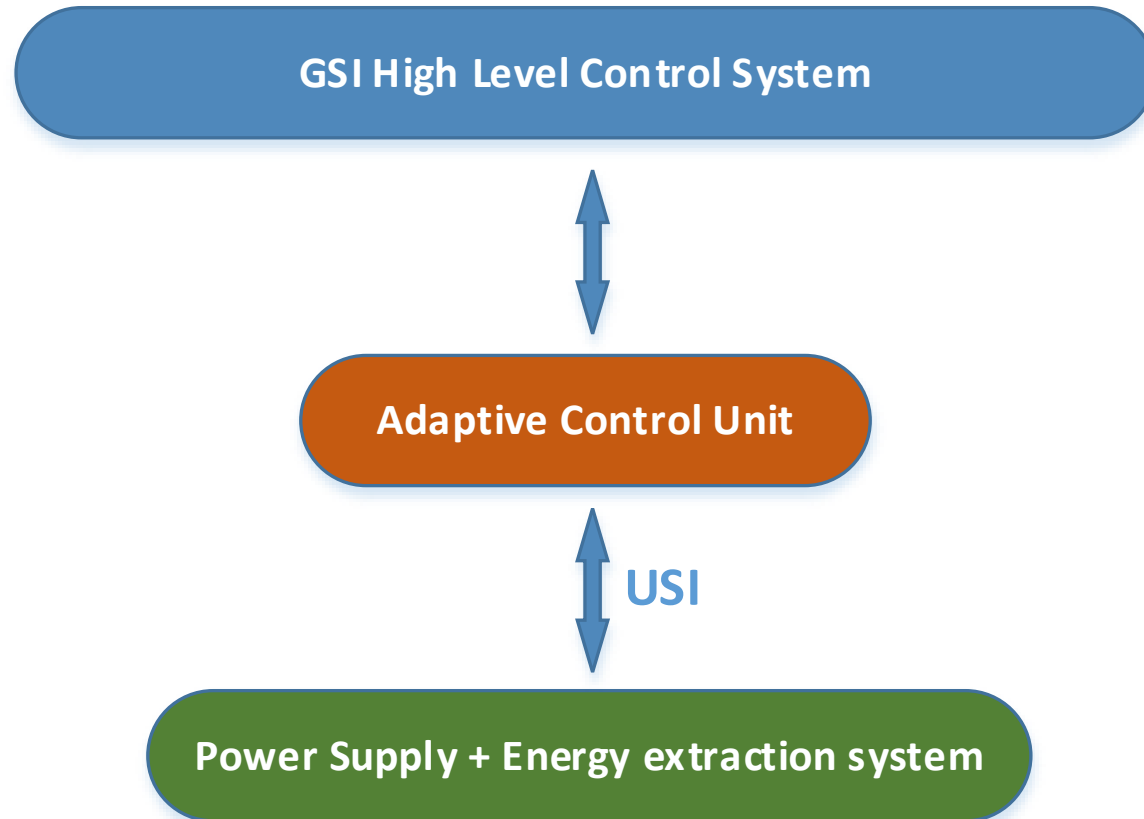 GSI High Level Control System
Adaptive Control Unit
USI
Power Supply + Energy extraction system